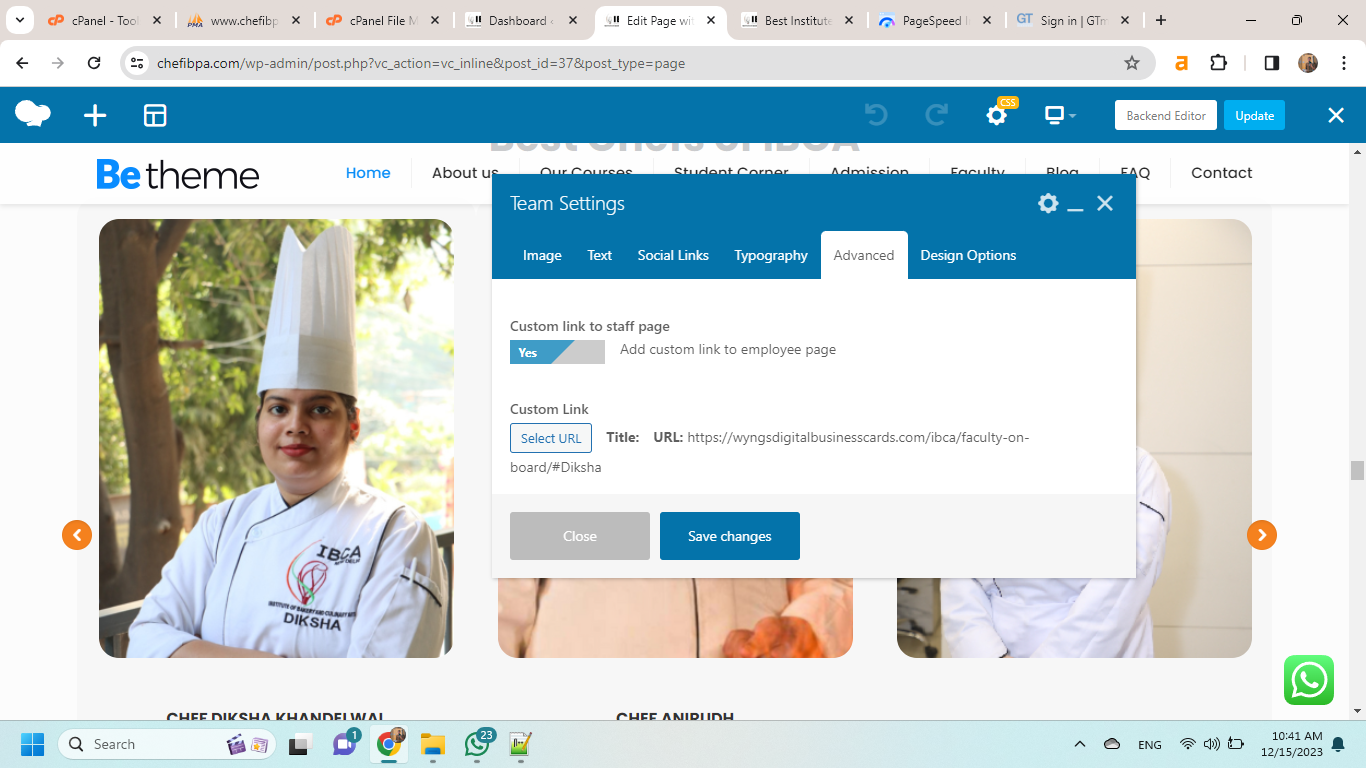 cPanel - Tool
www.chefibp
cPanel File M
Dashboard ‹
Edit Page wit
Best Institute
PageSpeed I
GT Sign in | GTm
chefibpa.com/wp-admin/post.php?vc_action=vc_inline&post_id=37&post_type=page
CSS
Backend Editor
Update
Best Chefs of IBCA
Betheme
Home
About us
Our Courses
Student Corner
Admission
Faculty
Blog
FAQ
Contact
Team Settings
Image
Text
Social Links
Typography
Advanced
Design Options
Custom link to staff page
Yes
Add custom link to employee page
Custom Link
Select URL
Title: URL: https://wyngsdigitalbusinesscards.com/ibca/faculty-on-
board/#Diksha
Close
Save changes
IBCA
NEW DELHI
INSTITUTE OF BAKERY AND CULINARY ARTS
DIKSHA
CHEF DIKSHA KHANDELWAL
CHEF ANIRUDH
Search
1
23
ENG
10:41 AM
12/15/2023